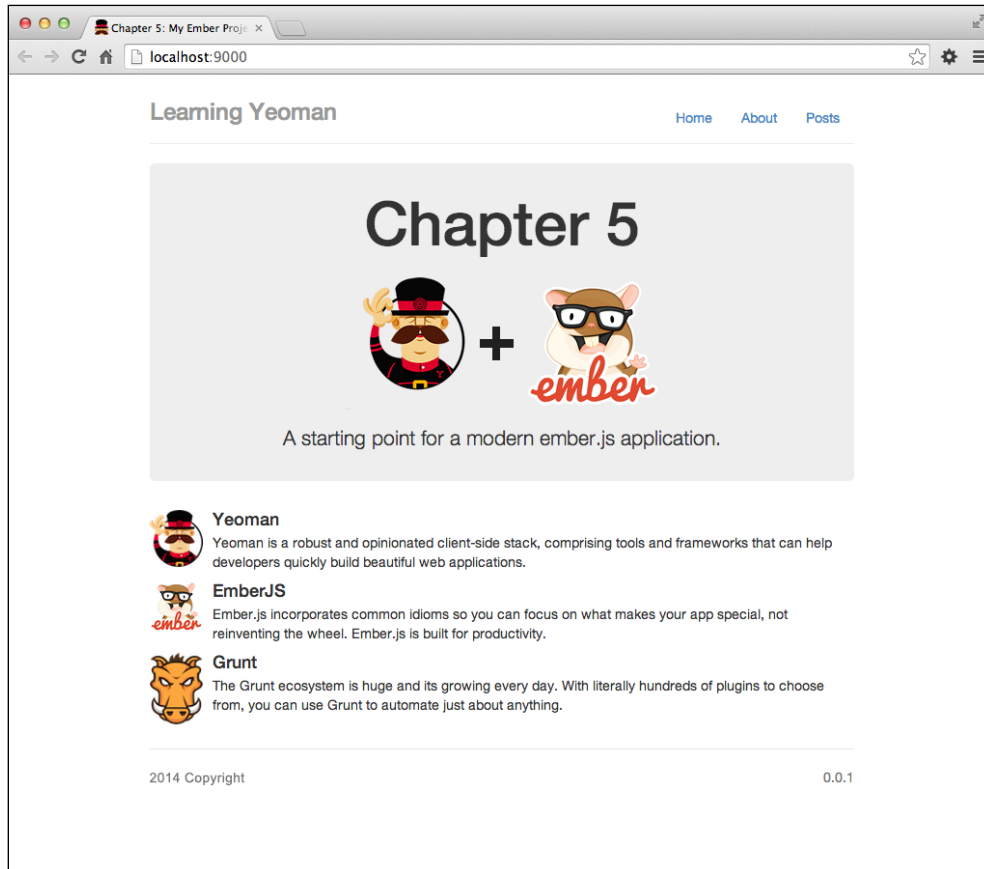 Chapter 5: My Ember Proje
localhost:9000
Learning Yeoman
Home About Posts
Chapter 5
+
ember
A starting point for a modern ember.js application.
Yeoman
Yeoman is a robust and opinionated client-side stack, comprising tools and frameworks that can help
developers quickly build beautiful web applications.
ember
EmberJS
Ember.js incorporates common idioms so you can focus on what makes your app special, not
reinventing the wheel. Ember.js is built for productivity.
Grunt
The Grunt ecosystem is huge and its growing every day. With literally hundreds of plugins to choose
from, you can use Grunt to automate just about anything.
2014 Copyright 0.0.1